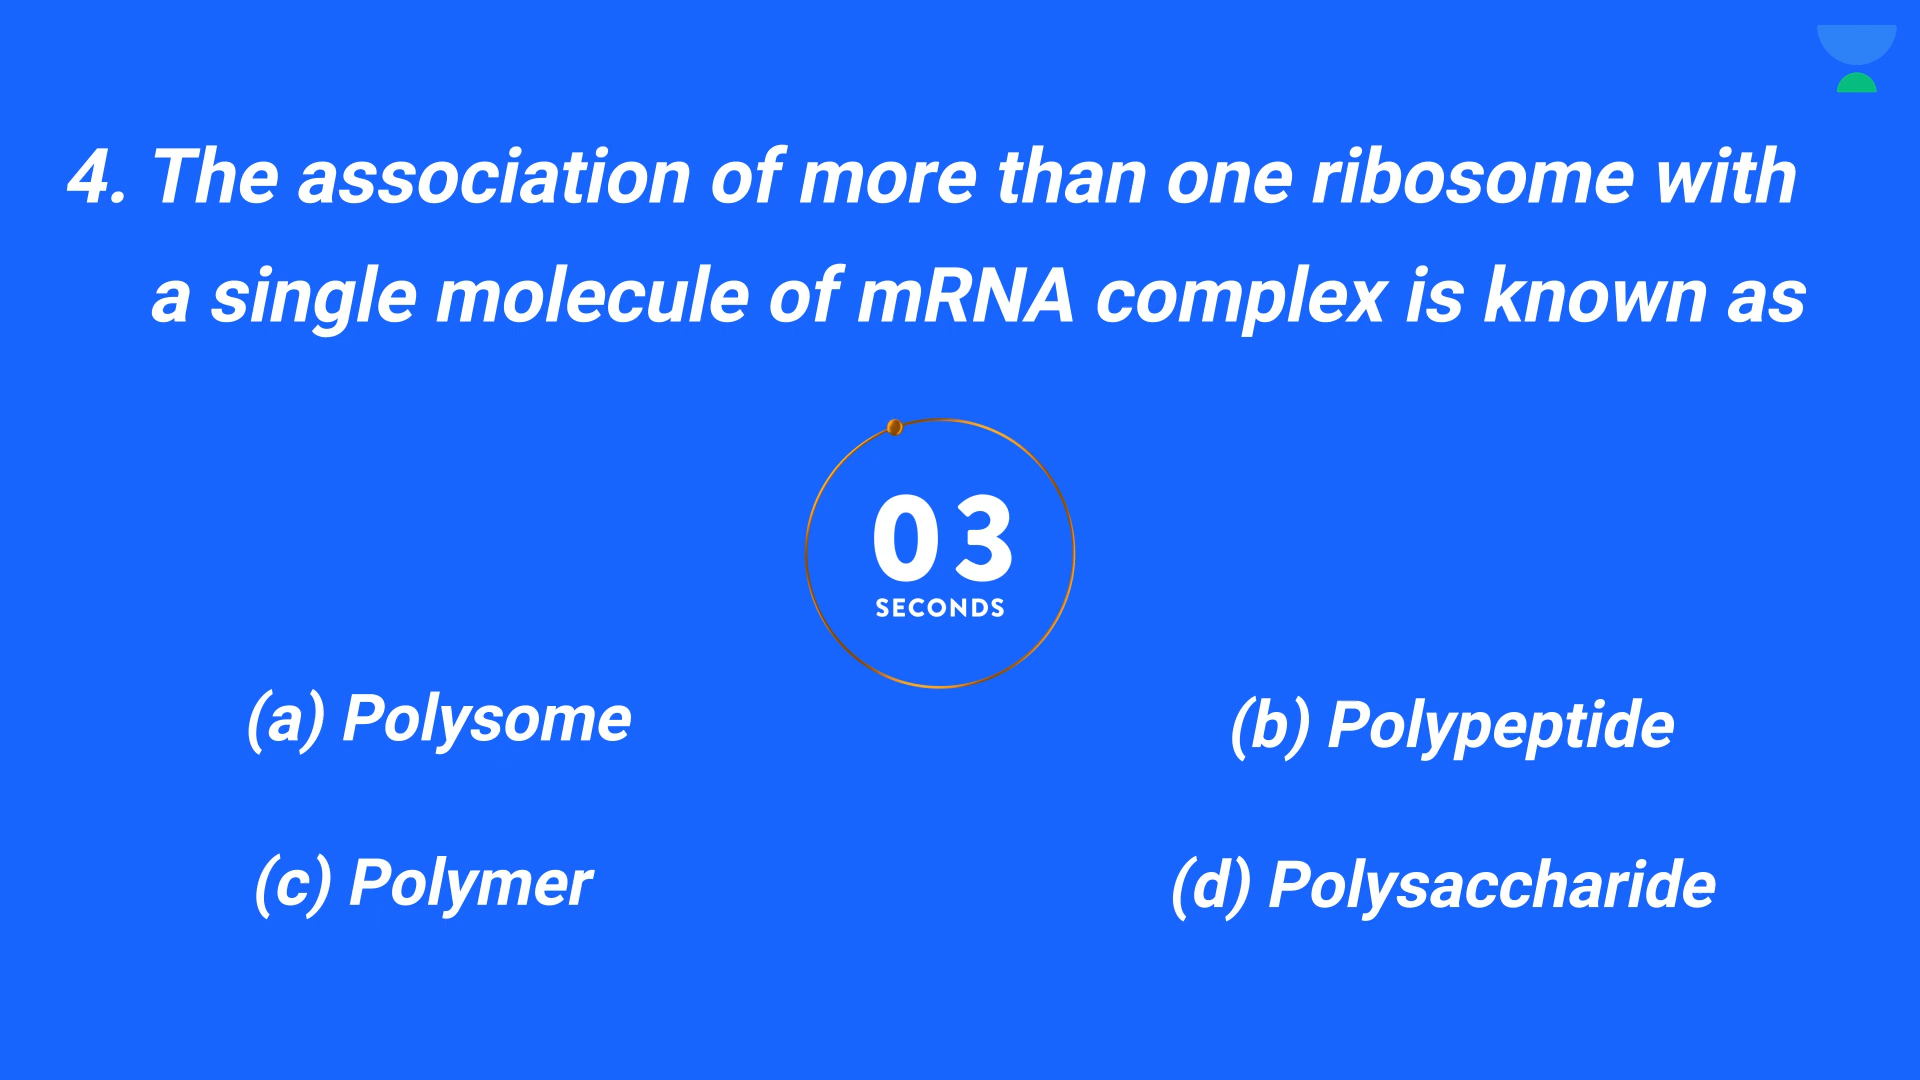 4. The association of more than one ribosome with
a single molecule of mRNA complex is known as
03
SECONDS
(a) Polysome
(b) Polypeptide
(c) Polymer
(d) Polysaccharide